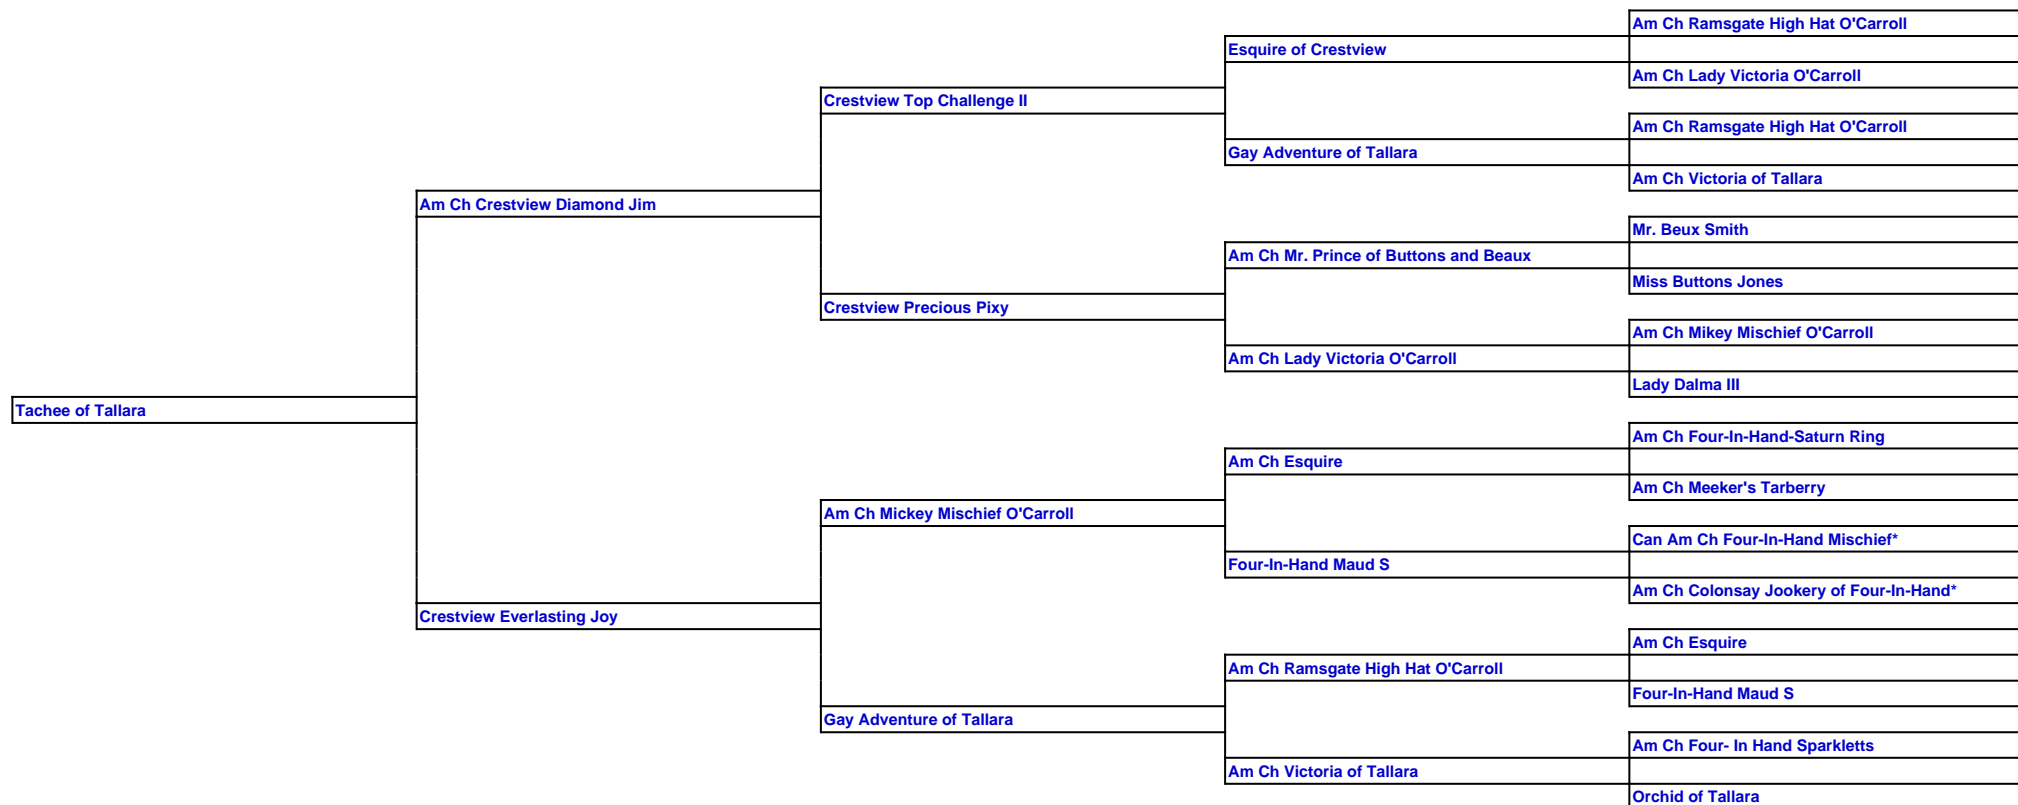 Am Ch Ramsgate High Hat O'Carroll
Esquire of Crestview
Am Ch Lady Victoria O'Carroll
Crestview Top Challenge II
Am Ch Ramsgate High Hat O'Carroll
Gay Adventure of Tallara
Am Ch Victoria of Tallara
Am Ch Crestview Diamond Jim
Mr. Beux Smith
Am Ch Mr. Prince of Buttons and Beaux
Miss Buttons Jones
Crestview Precious Pixy
Am Ch Mikey Mischief O'Carroll
Am Ch Lady Victoria O'Carroll
Lady Dalma III
Tachee of Tallara
Am Ch Four-In-Hand-Saturn Ring
Am Ch Esquire
Am Ch Meeker's Tarberry
Am Ch Mickey Mischief O'Carroll
Can Am Ch Four-In-Hand Mischief*
Four-In-Hand Maud S
Am Ch Colonsay Jookery of Four-In-Hand*
Crestview Everlasting Joy
Am Ch Esquire
Am Ch Ramsgate High Hat O'Carroll
Four-In-Hand Maud S
Gay Adventure of Tallara
Am Ch Four- In Hand Sparkletts
Am Ch Victoria of Tallara
Orchid of Tallara